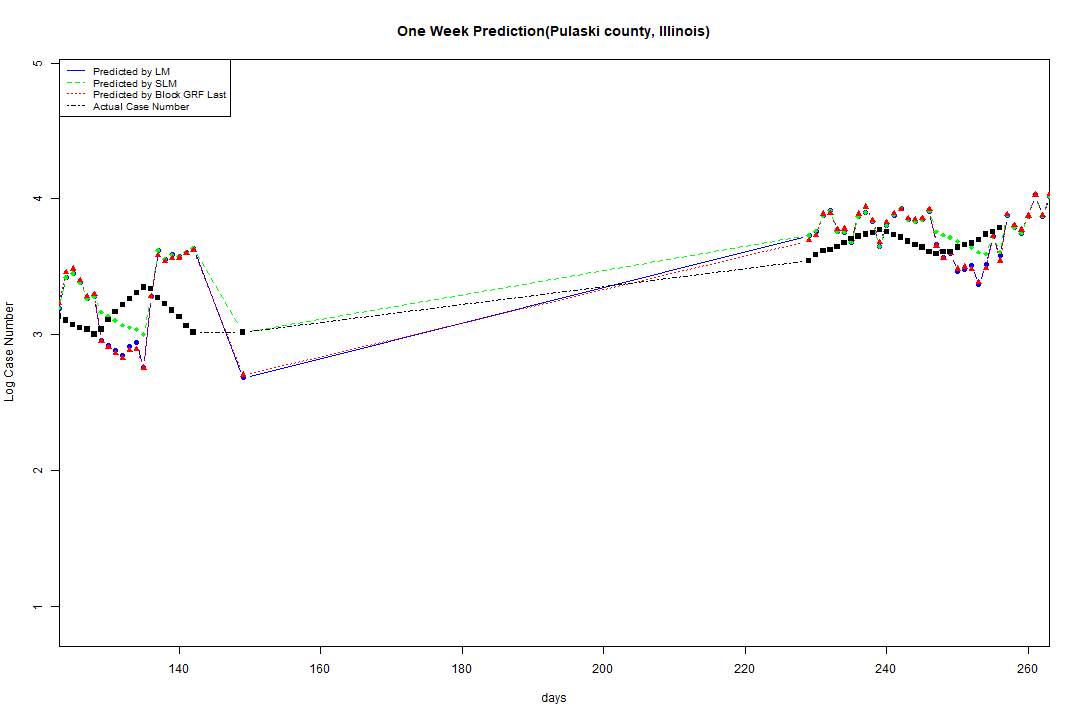 One Week Prediction(Pulaski county, Illinois)
Predicted by LM
Predicted by SLM
Predicted by Block GRF Last
Actual Case Number
5
4
3
2
1
Log Case Number
140 160 180 200 220 240 260
days